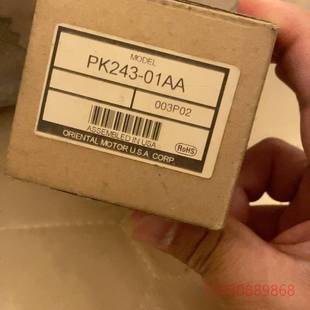 MODEL
PK243-01AA
003P02
ASSEMBLED IN USA
RoHS
ORIENTAL MOTOR U.S.A. CORP.